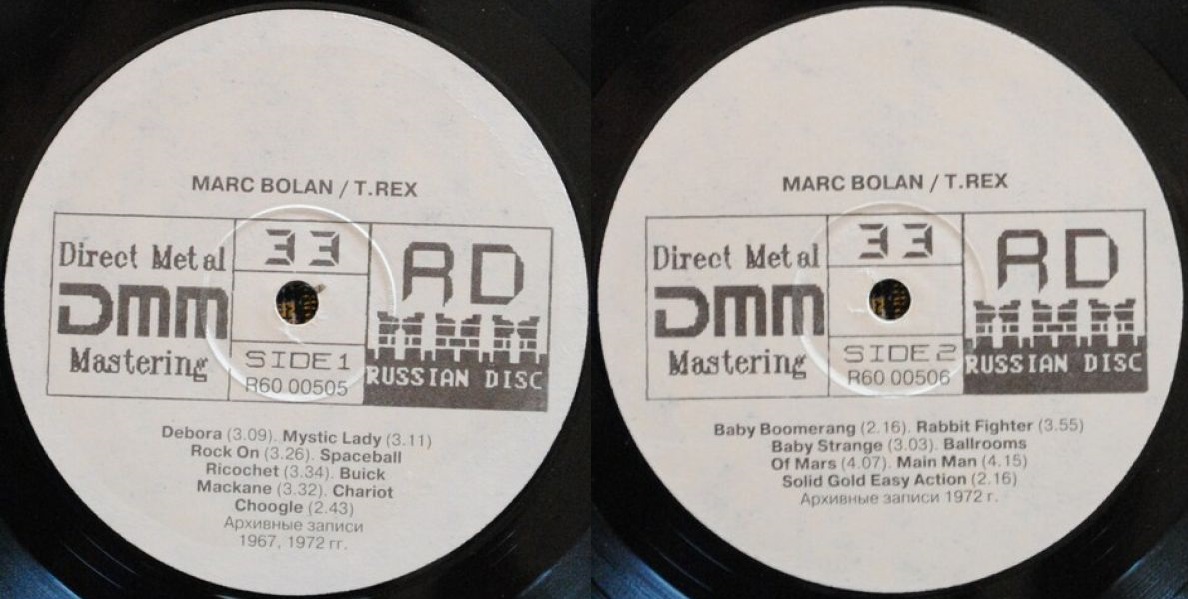 MARC BOLAN / T.REX
Direct Metal
DMM
Mastering
33
SIDE 1
R60 00505
RD
RUSSIAN DISC
Debora (3.09). Mystic Lady (3.11)
Rock On (3.26). Spaceball
Ricochet (3.34). Buick
Mackane (3.32). Chariot
Choogle (2.43)
Архивные записи
1967, 1972 гг.
MARC BOLAN / T.REX
Direct Metal
DMM
Mastering
33
SIDE 2
R60 00506
RD
RUSSIAN DISC
Baby Boomerang (2.16). Rabbit Fighter (3.55)
Baby Strange (3.03). Ballrooms
Of Mars (4.07). Main Man (4.15)
Solid Gold Easy Action (2.16)
Архивные записи 1972 г.